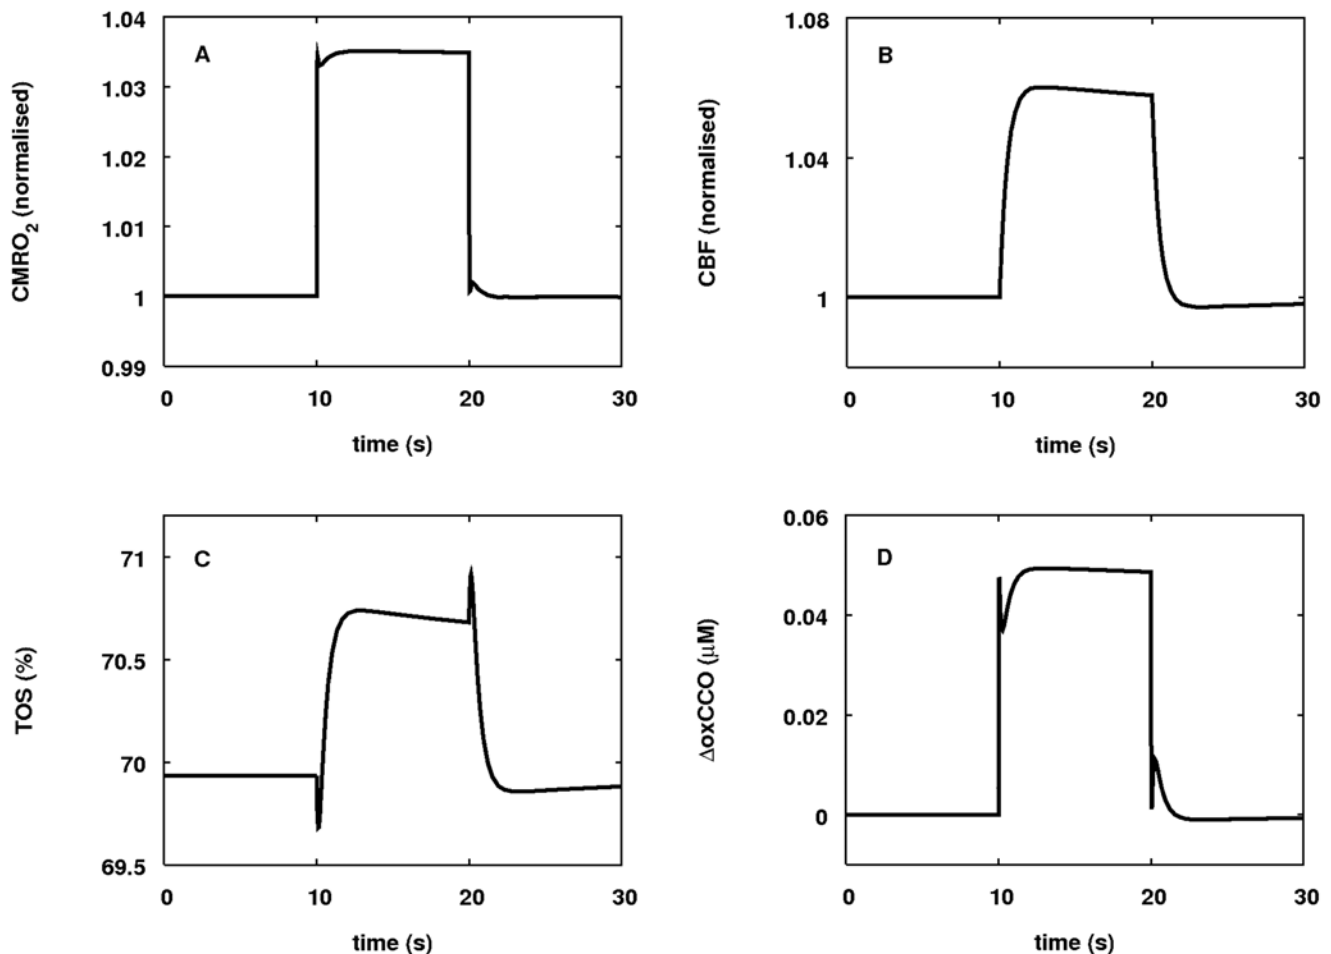 A
CMRO2 (normalised)
1.04
1.03
1.02
1.01
1
0.99
0 10 20 30
time (s)
B
CBF (normalised)
1.08
1.04
1
0 10 20 30
time (s)
C
TOS (%)
71
70.5
70
69.5
0 10 20 30
time (s)
D
ΔoxCCO (μM)
0.06
0.04
0.02
0
0 10 20 30
time (s)